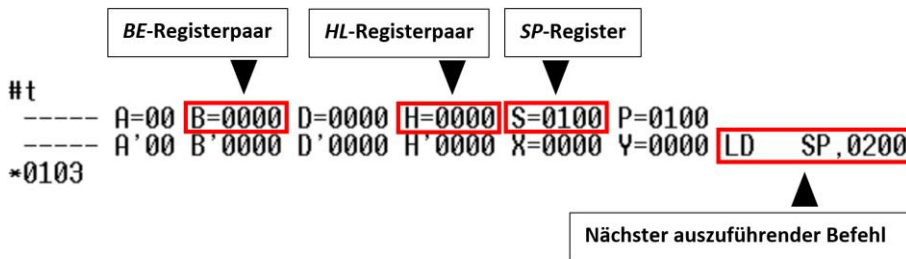 BE-Registerpaar HL-Registerpaar SP-Register
#t
----- A=00 B=0000 D=0000 H=0000 S=0100 P=0100
----- A'00 B'0000 D'0000 H'0000 X=0000 Y=0000 LD SP,0200
*0103
Nächster auszuführender Befehl